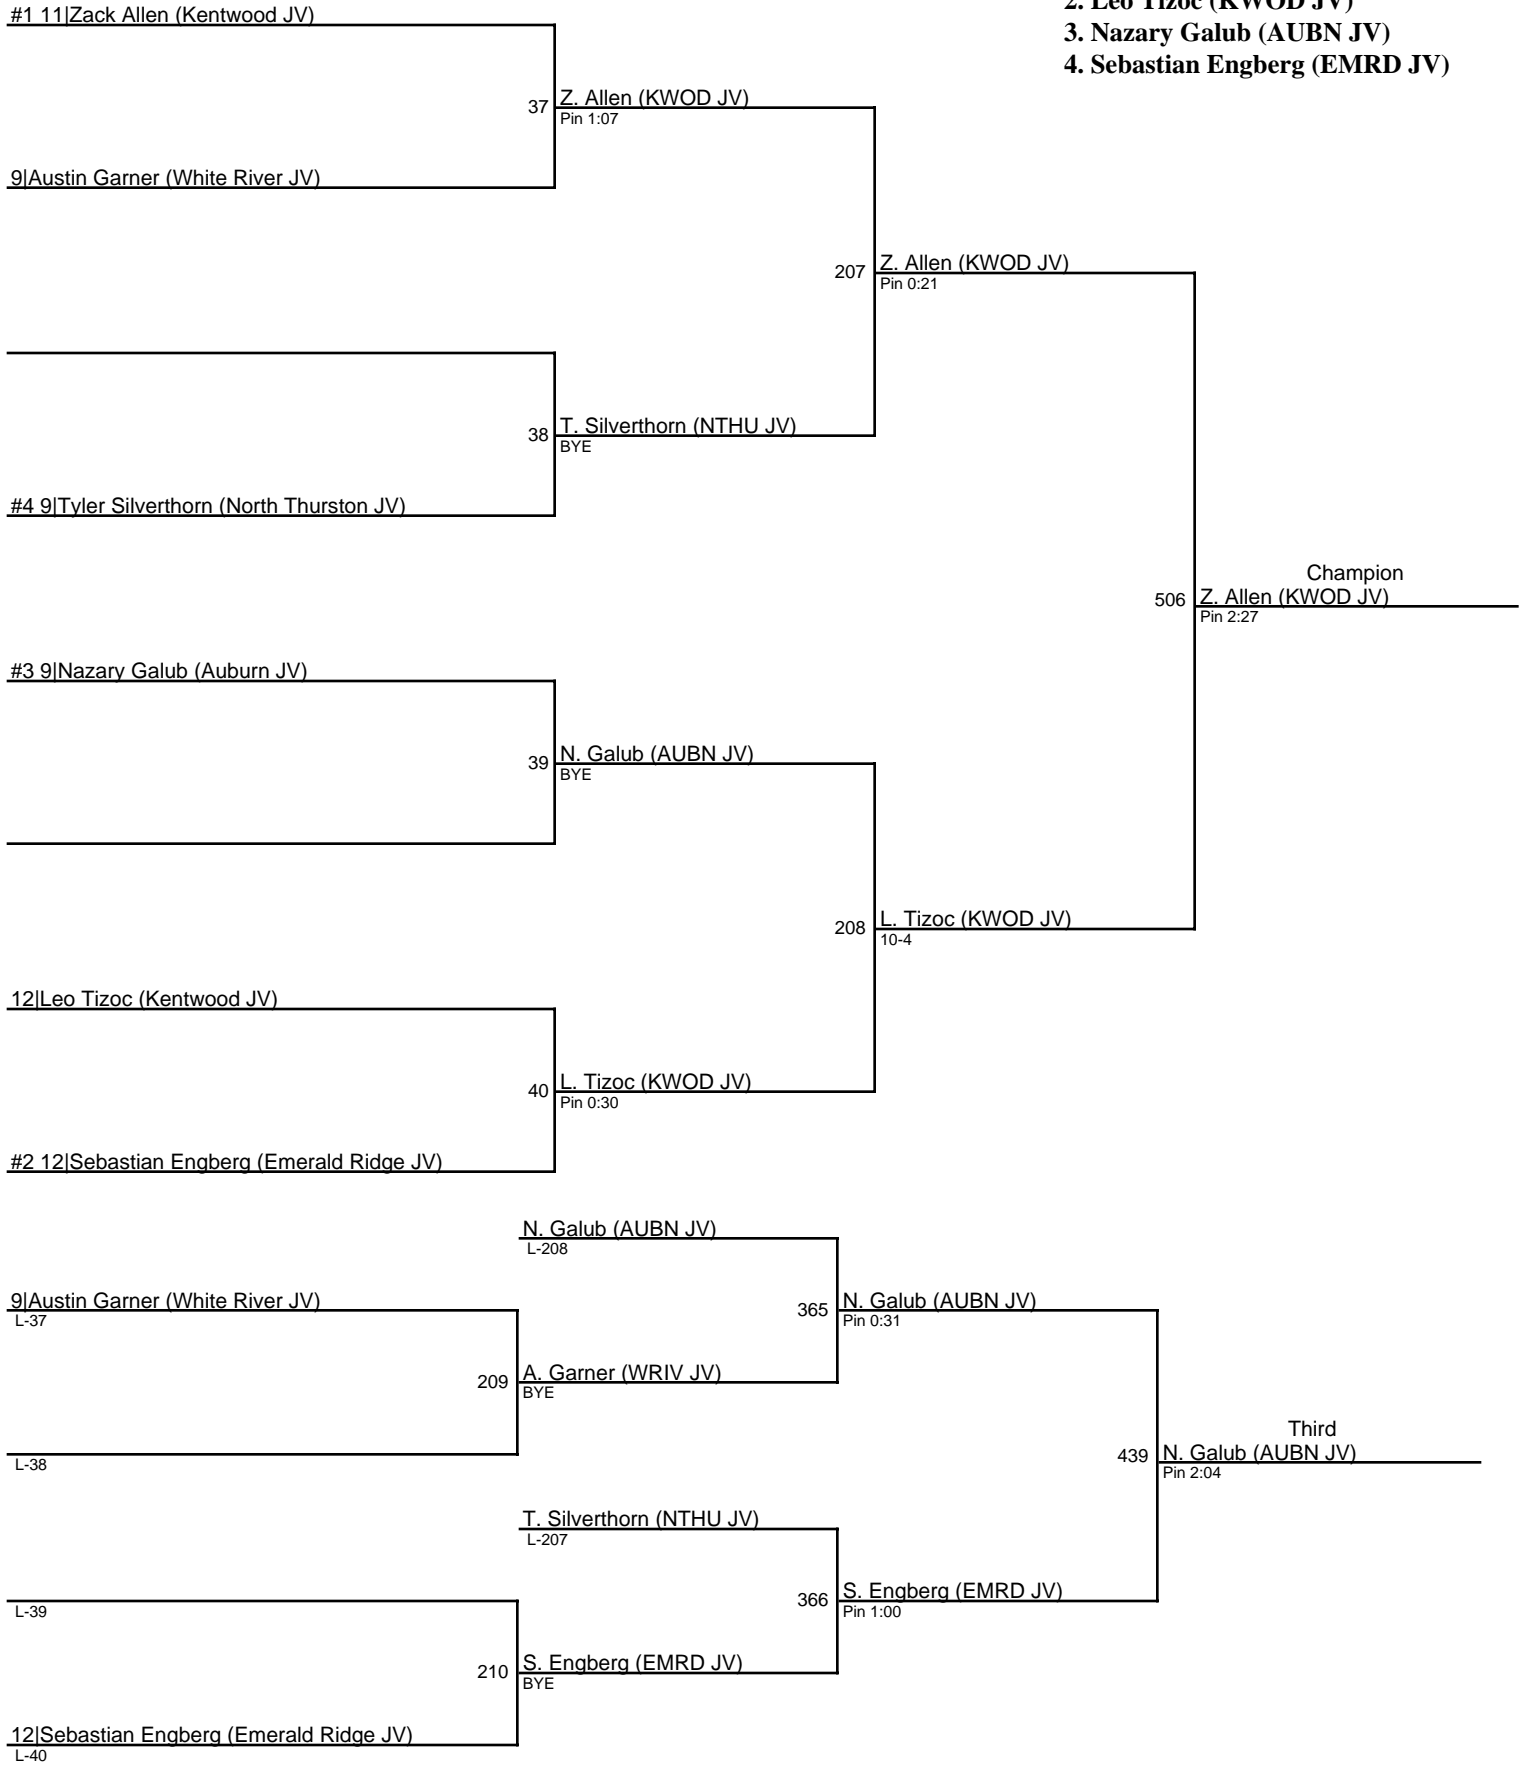 #1 11|Zack Allen (Kentwood JV)
2. Leo Tizoc (KWOD JV)
3. Nazary Galub (AUBN JV)
4. Sebastian Engberg (EMRD JV)
37 Z. Allen (KWOD JV)
Pin 1:07
9|Austin Garner (White River JV)
207 Z. Allen (KWOD JV)
Pin 0:21
38 T. Silverthorn (NTHU JV)
BYE
#4 9|Tyler Silverthorn (North Thurston JV)
Champion
506 Z. Allen (KWOD JV)
Pin 2:27
#3 9|Nazary Galub (Auburn JV)
39 N. Galub (AUBN JV)
BYE
208 L. Tizoc (KWOD JV)
10-4
12|Leo Tizoc (Kentwood JV)
40 L. Tizoc (KWOD JV)
Pin 0:30
#2 12|Sebastian Engberg (Emerald Ridge JV)
N. Galub (AUBN JV)
L-208
9|Austin Garner (White River JV)
L-37
365 N. Galub (AUBN JV)
Pin 0:31
209 A. Garner (WRIV JV)
BYE
Third
439 N. Galub (AUBN JV)
Pin 2:04
L-38
T. Silverthorn (NTHU JV)
L-207
366 S. Engberg (EMRD JV)
Pin 1:00
L-39
210 S. Engberg (EMRD JV)
BYE
12|Sebastian Engberg (Emerald Ridge JV)
L-40